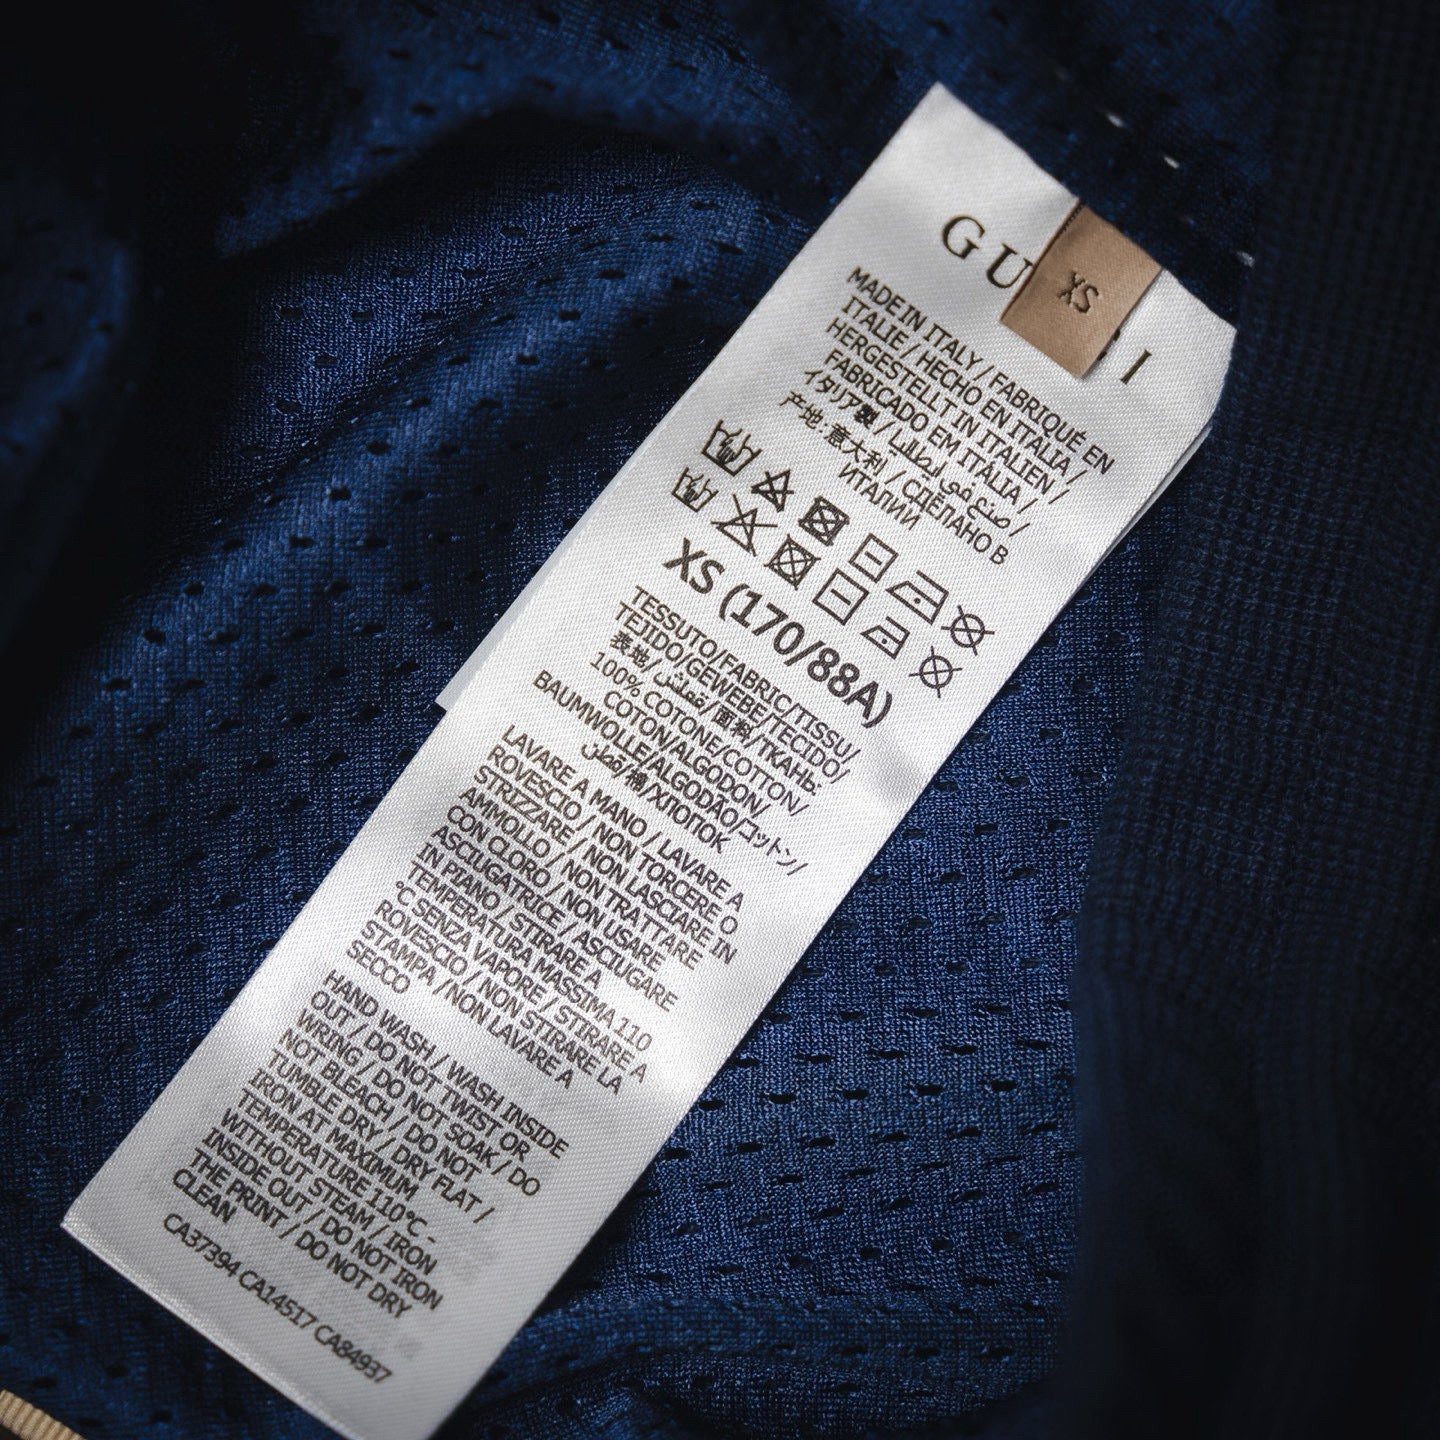 GU I
XS
MADE IN ITALY / FABRIQUÉ EN
ITALIE / HECHO EN ITALIA /
HERGESTELLT IN ITALIEN /
FABRICADO EM ITÁLIA /
イタリア製 / صنع في إيطاليا /
产地:意大利 / СДЕЛАНО В
ИТАЛИИ
XS (170/88A)
TESSUTO/FABRIC/TISSU/
TEJIDO/GEWEBE/TECIDO/
表地/قماش/面料/ТКАНЬ:
100% COTONE/COTTON/
COTON/ALGODON/
BAUMWOLLE/ALGODÃO/コットン/
قطن/棉/ХЛОПОК
LAVARE A MANO / LAVARE A
ROVESCIO / NON TORCERE O
STRIZZARE / NON LASCIARE IN
AMMOLLO / NON TRATTARE
CON CLORO / NON USARE
ASCIUGATRICE / ASCIUGARE
IN PIANO / STIRARE A
TEMPERATURA MASSIMA 110
°C SENZA VAPORE / STIRARE A
ROVESCIO / NON STIRARE LA
STAMPA /NON LAVARE A
SECCO
HAND WASH / WASH INSIDE
OUT / DO NOT TWIST OR
WRING / DO NOT SOAK / DO
NOT BLEACH / DO NOT
TUMBLE DRY / DRY FLAT /
IRON AT MAXIMUM
TEMPERATURE 110°C -
WITHOUT STEAM / IRON
INSIDE OUT / DO NOT IRON
THE PRINT / DO NOT DRY
CLEAN
CA37394 CA14517 CA84937